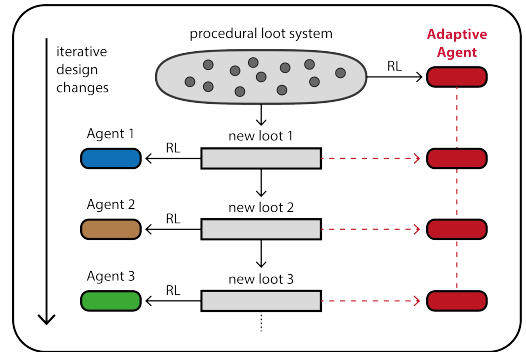 procedural loot system
Adaptive
Agent
iterative
design
changes
RL
Agent 1
RL
new loot 1
Agent 2
RL
new loot 2
Agent 3
RL
new loot 3